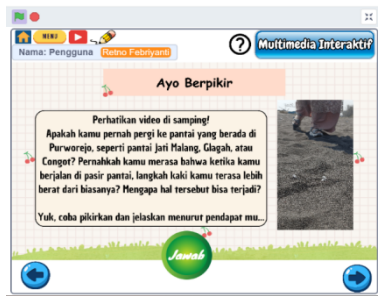 MENU
Multimedia Interaktif
Nama: Pengguna Retno Febriyanti
Ayo Berpikir
Perhatikan video di samping!
Apakah kamu pernah pergi ke pantai yang berada di
Purworejo, seperti pantai Jati Malang, Glagah, atau
Congot? Pernahkah kamu merasa bahwa ketika kamu
berjalan di pasir pantai, langkah kaki kamu terasa lebih
berat dari biasanya? Mengapa hal tersebut bisa terjadi?
Yuk, coba pikirkan dan jelaskan menurut pendapat mu...
Jawab